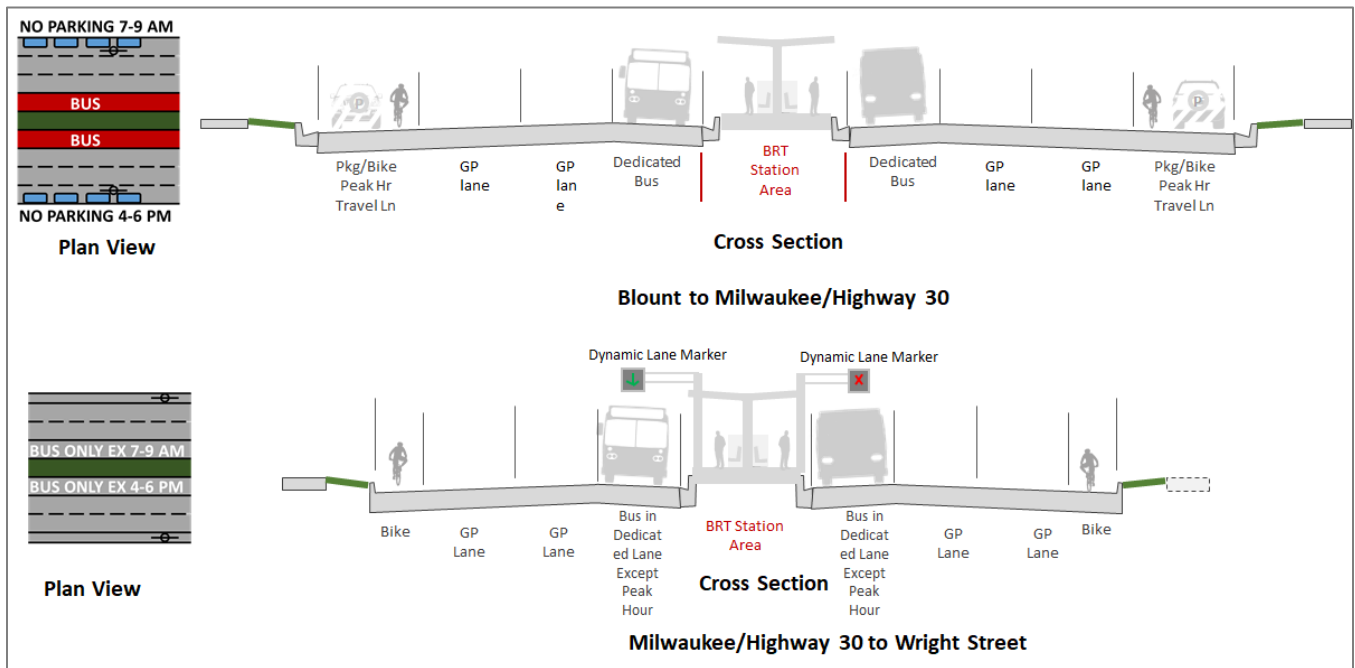 NO PARKING 7-9 AM
BUS
BUS
NO PARKING 4-6 PM
Plan View
P
P
Pkg/Bike
Peak Hr
Travel Ln
GP
lane
GP
lan
e
Dedicated
Bus
BRT
Station
Area
Dedicated
Bus
GP
lane
GP
lane
Pkg/Bike
Peak Hr
Travel Ln
Cross Section
Blount to Milwaukee/Highway 30
Dynamic Lane Marker
Dynamic Lane Marker
X
BUS ONLY EX 7-9 AM
BUS ONLY EX 4-6 PM
Plan View
Bike
GP
Lane
GP
Lane
Bus in
Dedicat
ed Lane
Except
Peak
Hour
BRT Station
Area
Bus in
Dedicat
ed Lane
Except
Peak
Hour
GP
Lane
GP
Lane
Bike
Cross Section
Milwaukee/Highway 30 to Wright Street